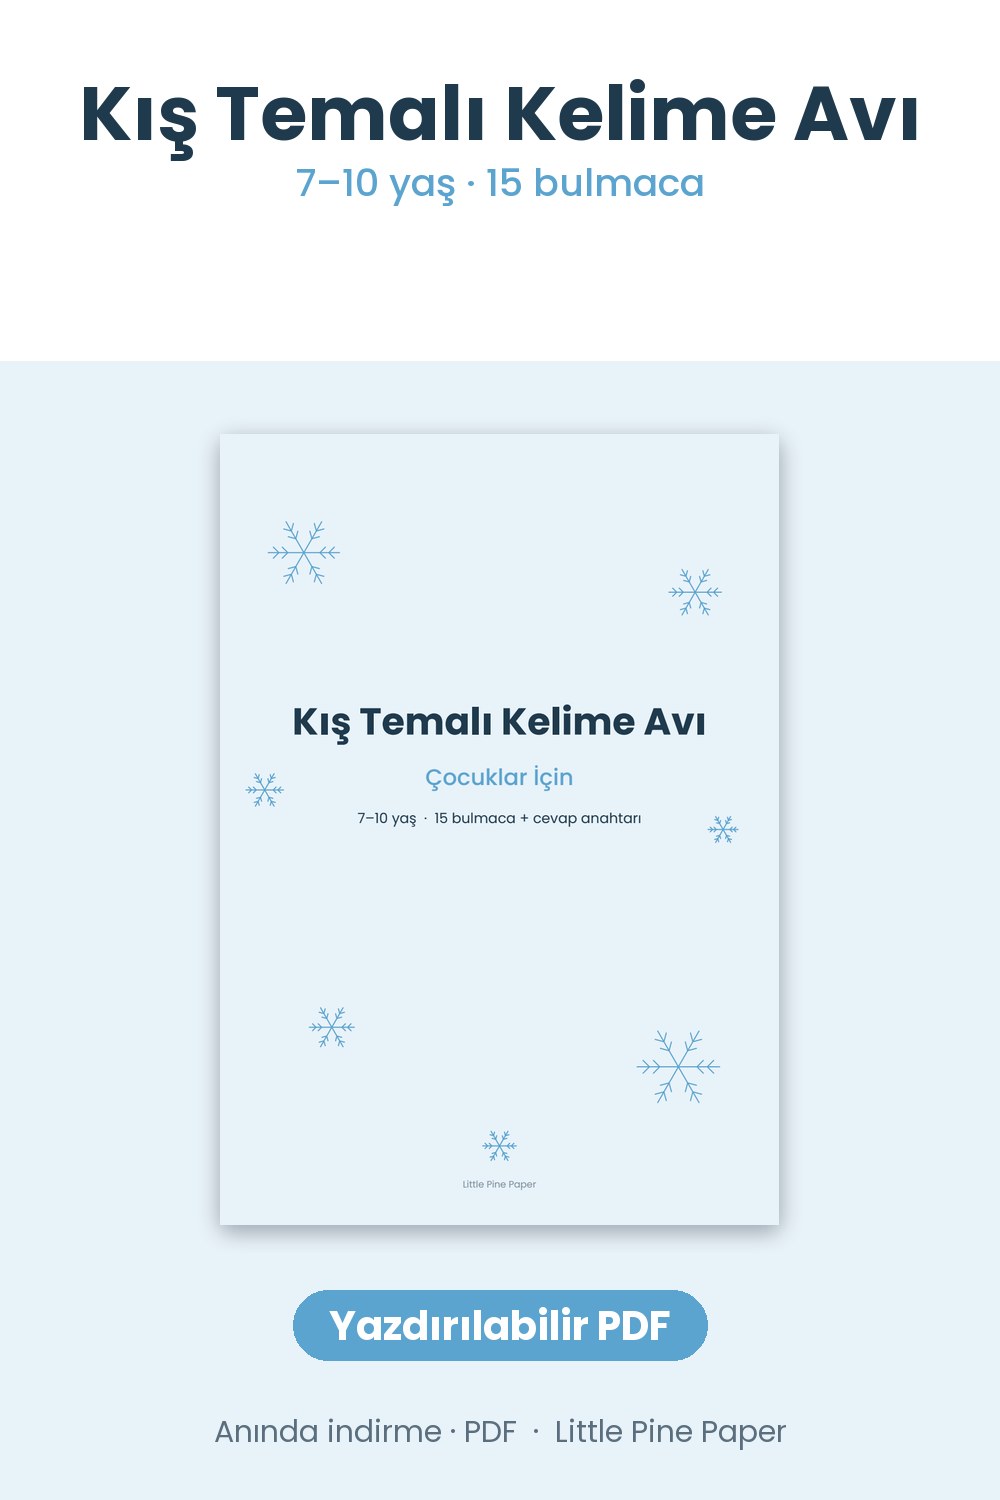 Kış Temalı Kelime Avı
7–10 yaş · 15 bulmaca
Kış Temalı Kelime Avı
Çocuklar İçin
7–10 yaş · 15 bulmaca + cevap anahtarı
Little Pine Paper
Yazdırılabilir PDF
Anında indirme · PDF · Little Pine Paper